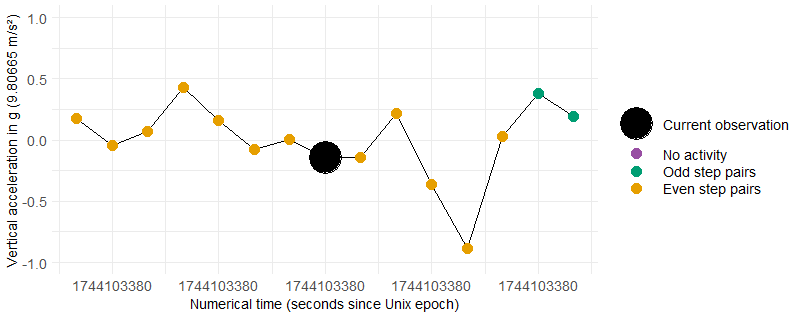 Vertical acceleration in g (9.80665 m/s²)
1.0
0.5
0.0
-0.5
-1.0
1744103380 1744103380 1744103380 1744103380 1744103380
Numerical time (seconds since Unix epoch)
Current observation
No activity
Odd step pairs
Even step pairs